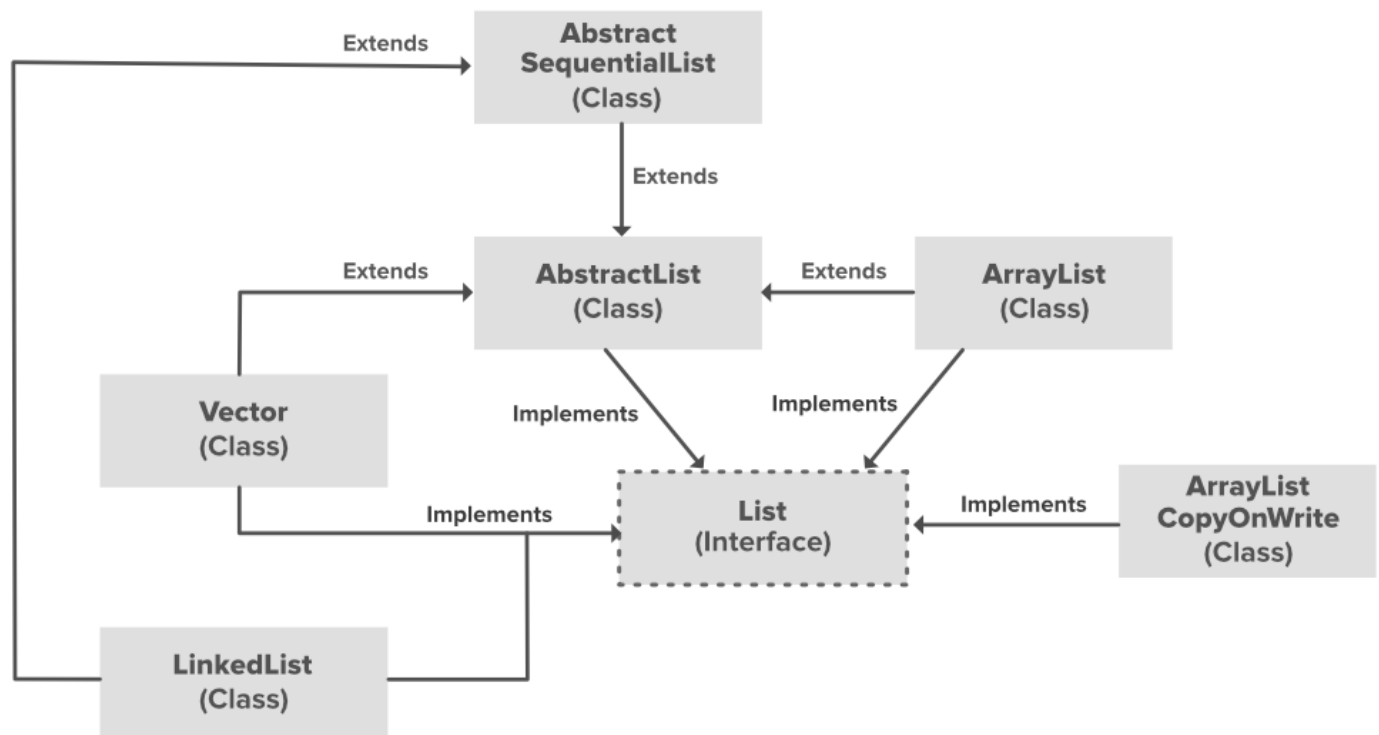 Extends
Abstract
SequentialList
(Class)
Extends
Extends
AbstractList
(Class)
Extends
ArrayList
(Class)
Vector
(Class)
Implements
Implements
Implements
List
(Interface)
Implements
ArrayList
CopyOnWrite
(Class)
LinkedList
(Class)